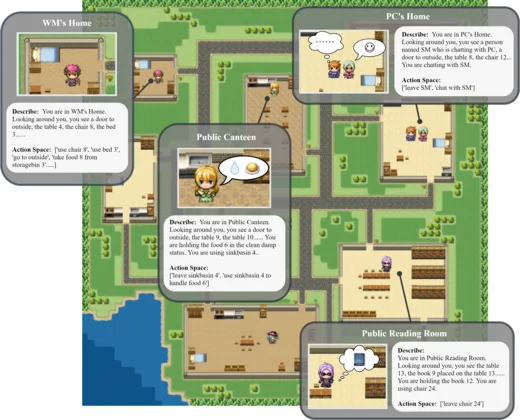 WM's Home
Describe: You are in WM's Home.
Looking around you, you see a door
to outside, the table 4, the chair 8, the bed
3......
Action Space: ['use chair 8', 'use bed 3',
'go to outside', 'take food 8 from
storagebin 3'.....]
PC's Home
......
Describe: You are in PC's Home.
Looking around you, you see a person
named SM who is chatting with PC, a
door to outside, the table 8, the chair 12...
You are chatting with SM.
Action Space:
['leave SM', 'chat with SM']
Public Canteen
Describe: You are in Public Canteen.
Looking around, you, you see a door to
outside, the table 9, the table 10...... You
are holding the food 6 in the clean damp
status. You are using sinkbasin 4..
Action Space:
['leave sinkbasin 4', 'use sinkbasin 4 to
handle food 6']
Public Reading Room
Describe:
You are in Public Reading Room.
Looking around, you, you see the table
13, the book 9 placed on the table 13......
You are holding the book 12. You are
using chair 24.
Action Space: ['leave chair 24']